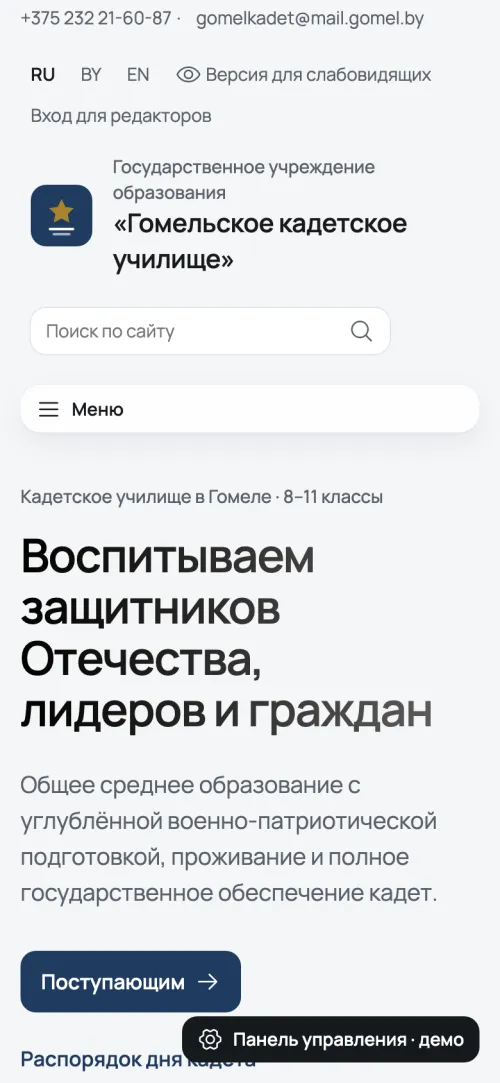 +375 232 21-60-87 · gomelkadet@mail.gomel.by
RU BY EN Версия для слабовидящих
Вход для редакторов
Государственное учреждение
образования
«Гомельское кадетское
училище»
Поиск по сайту
Меню
Кадетское училище в Гомеле · 8–11 классы
Воспитываем
защитников
Отечества,
лидеров и граждан
Общее среднее образование с
углублённой военно-патриотической
подготовкой, проживание и полное
государственное обеспечение кадет.
Поступающим →
Панель управления · демо
Распорядок дня кадета